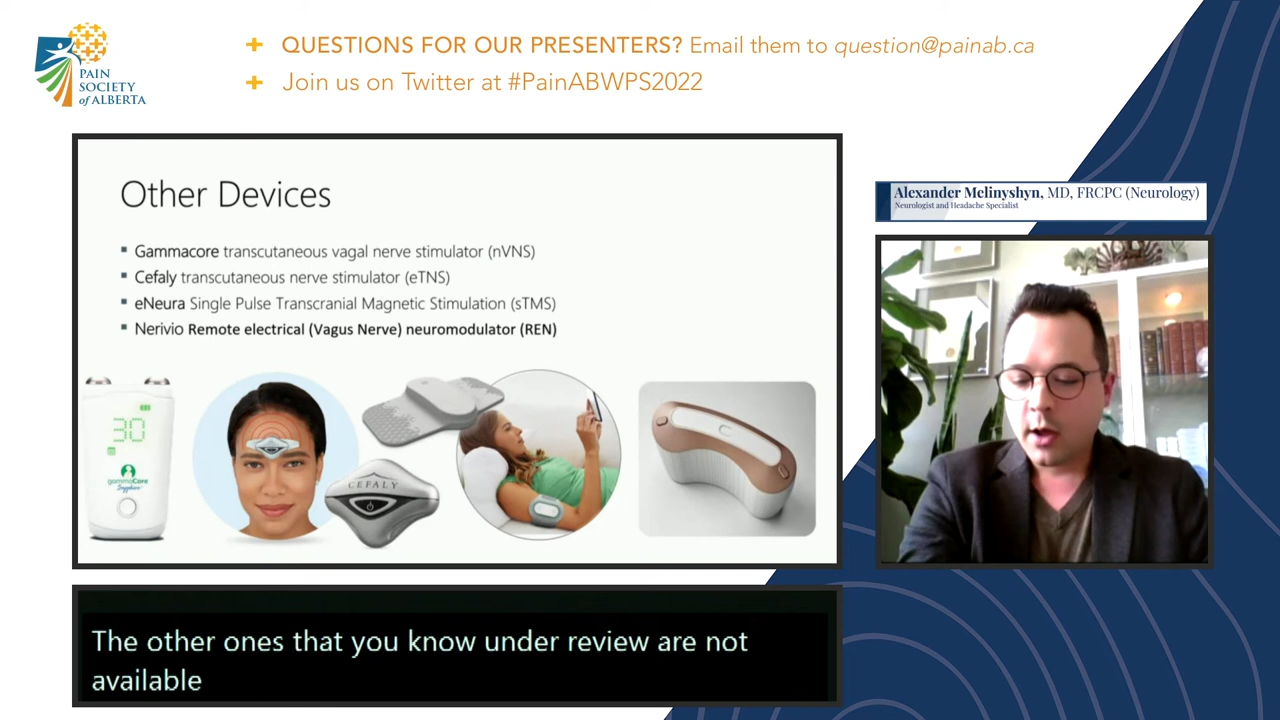 PAIN
SOCIETY
of ALBERTA
+ QUESTIONS FOR OUR PRESENTERS? Email them to question@painab.ca
+ Join us on Twitter at #PainABWPS2022
Other Devices
▪ Gammacore transcutaneous vagal nerve stimulator (nVNS)
▪ Cefaly transcutaneous nerve stimulator (eTNS)
▪ eNeura Single Pulse Transcranial Magnetic Stimulation (sTMS)
▪ Nerivio Remote electrical (Vagus Nerve) neuromodulator (REN)
30
gammaCore
Sapphire
CEFALY
Alexander Melinyshyn, MD, FRCPC (Neurology)
Neurologist and Headache Specialist
The other ones that you know under review are not
available